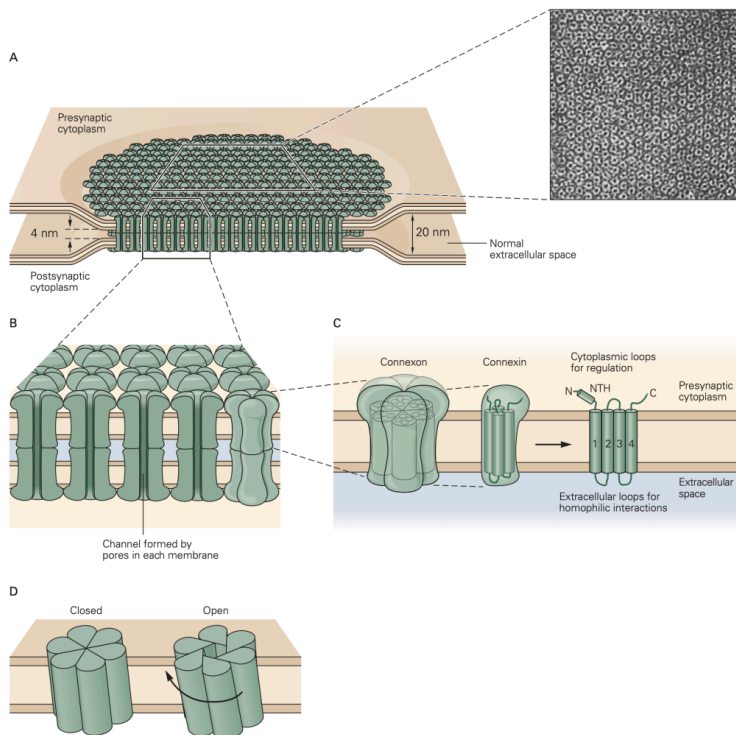 A
Presynaptic
cytoplasm
4 nm
20 nm
Normal
extracellular space
Postsynaptic
cytoplasm
B
Channel formed by
pores in each membrane
C
Connexon
Connexin
Cytoplasmic loops
for regulation
N
NTH
C
Presynaptic
cytoplasm
1 2 3 4
Extracellular loops for
homophilic interactions
Extracellular
space
D
Closed
Open